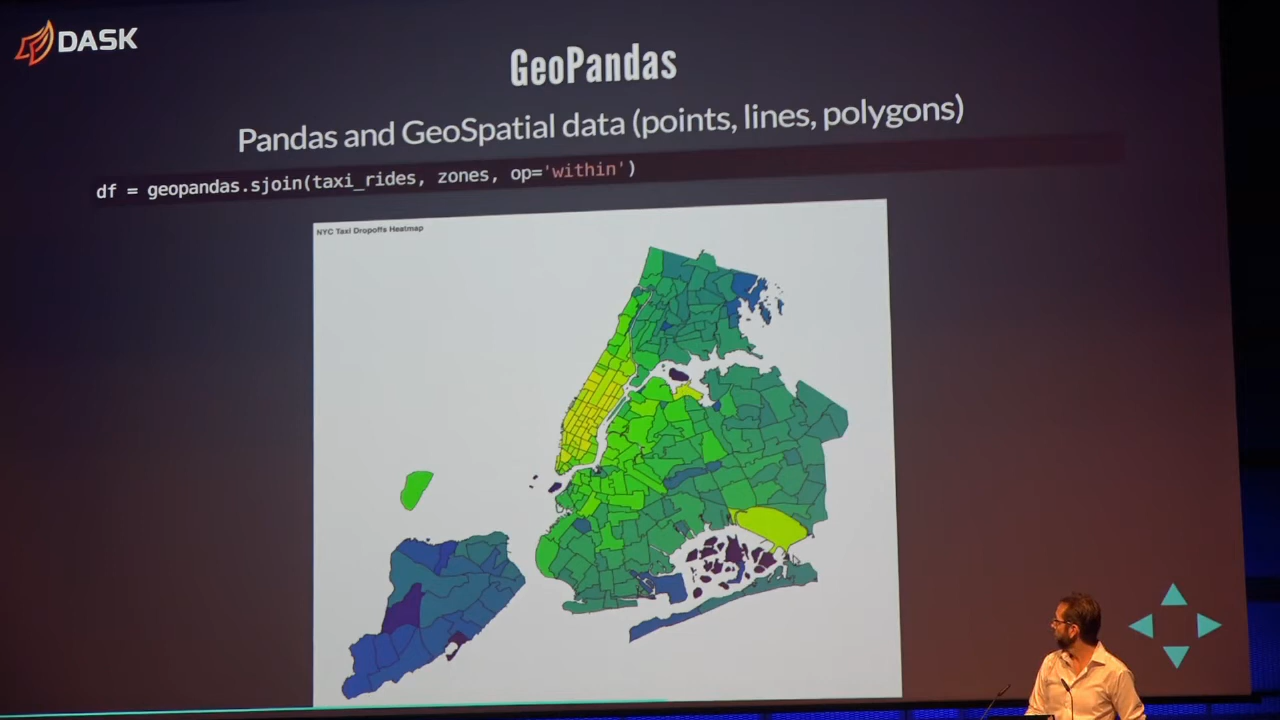 DASK
GeoPandas
Pandas and GeoSpatial data (points, lines, polygons)
df = geopandas.sjoin(taxi_rides, zones, op='within')
NYC Taxi Dropoffs Heatmap